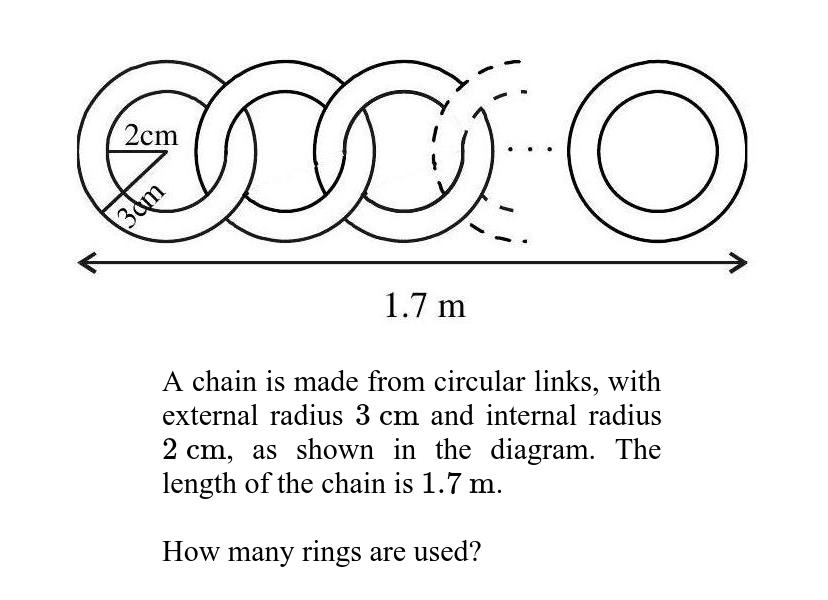 2cm
3cm
...
1.7 m
A chain is made from circular links, with
external radius 3 cm and internal radius
2 cm, as shown in the diagram. The
length of the chain is 1.7 m.
How many rings are used?